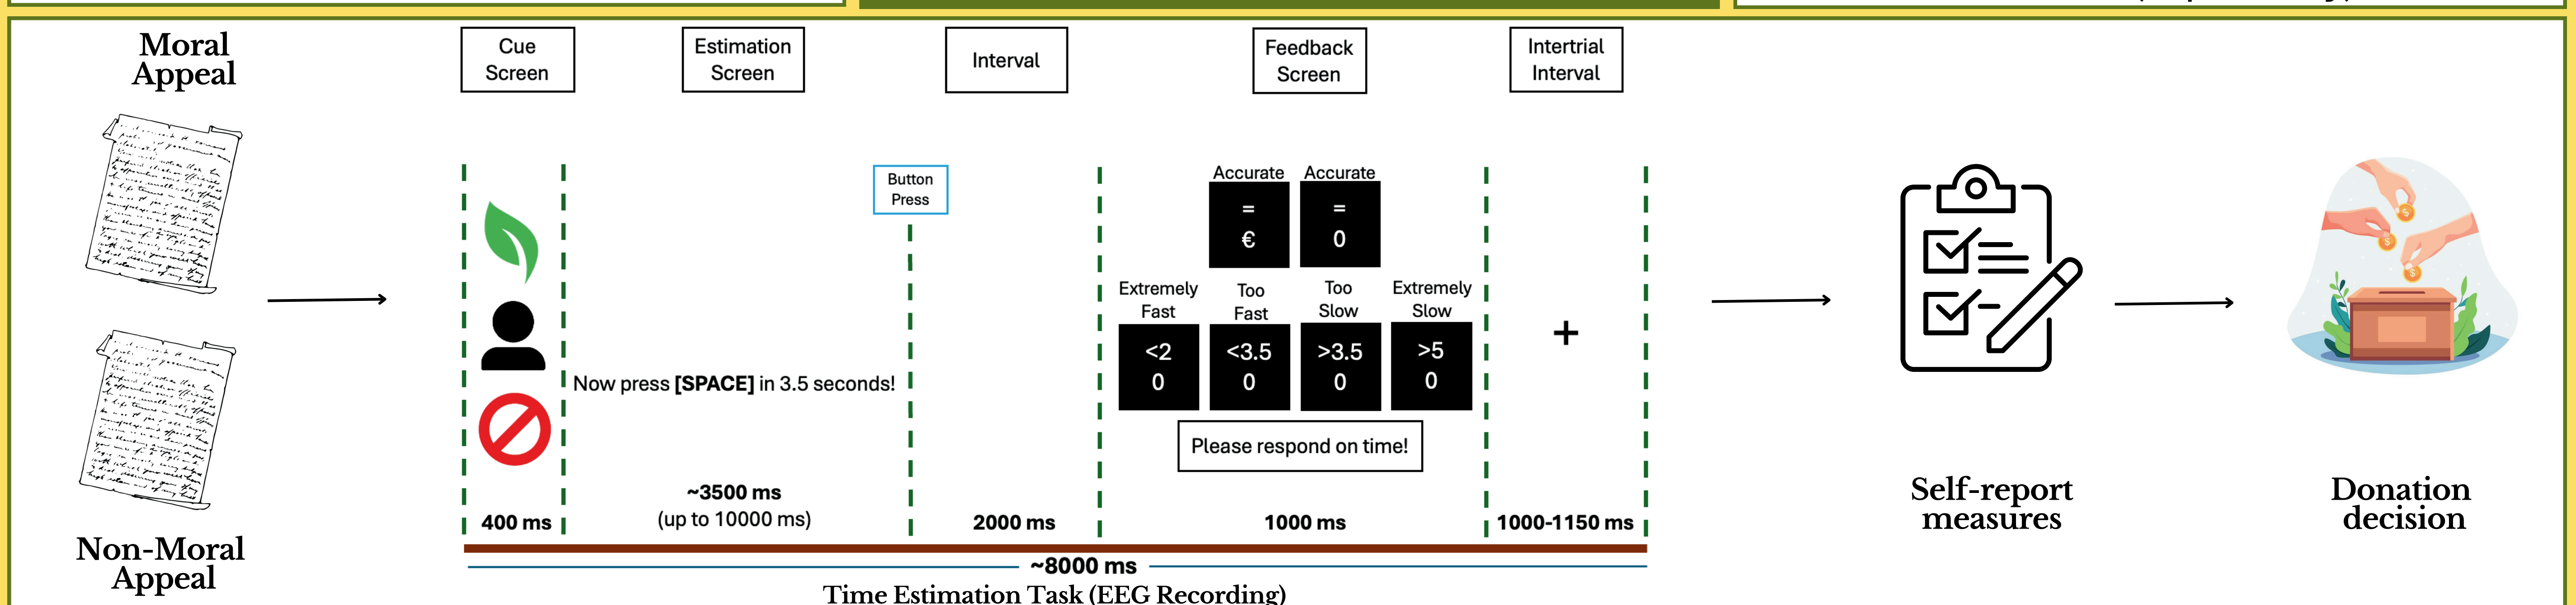 Moral
Appeal
Non-Moral
Appeal
Cue
Screen
Estimation
Screen
Interval
Feedback
Screen
Intertrial
Interval
Button
Press
Now press [SPACE] in 3.5 seconds!
Accurate
=
€
Accurate
=
0
Extremely
Fast
<2
0
Too
Fast
<3.5
0
Too
Slow
>3.5
0
Extremely
Slow
>5
0
Please respond on time!
+
400 ms
~3500 ms
(up to 10000 ms)
2000 ms
1000 ms
1000-1150 ms
~8000 ms
Time Estimation Task (EEG Recording)
Self-report
measures
Donation
decision